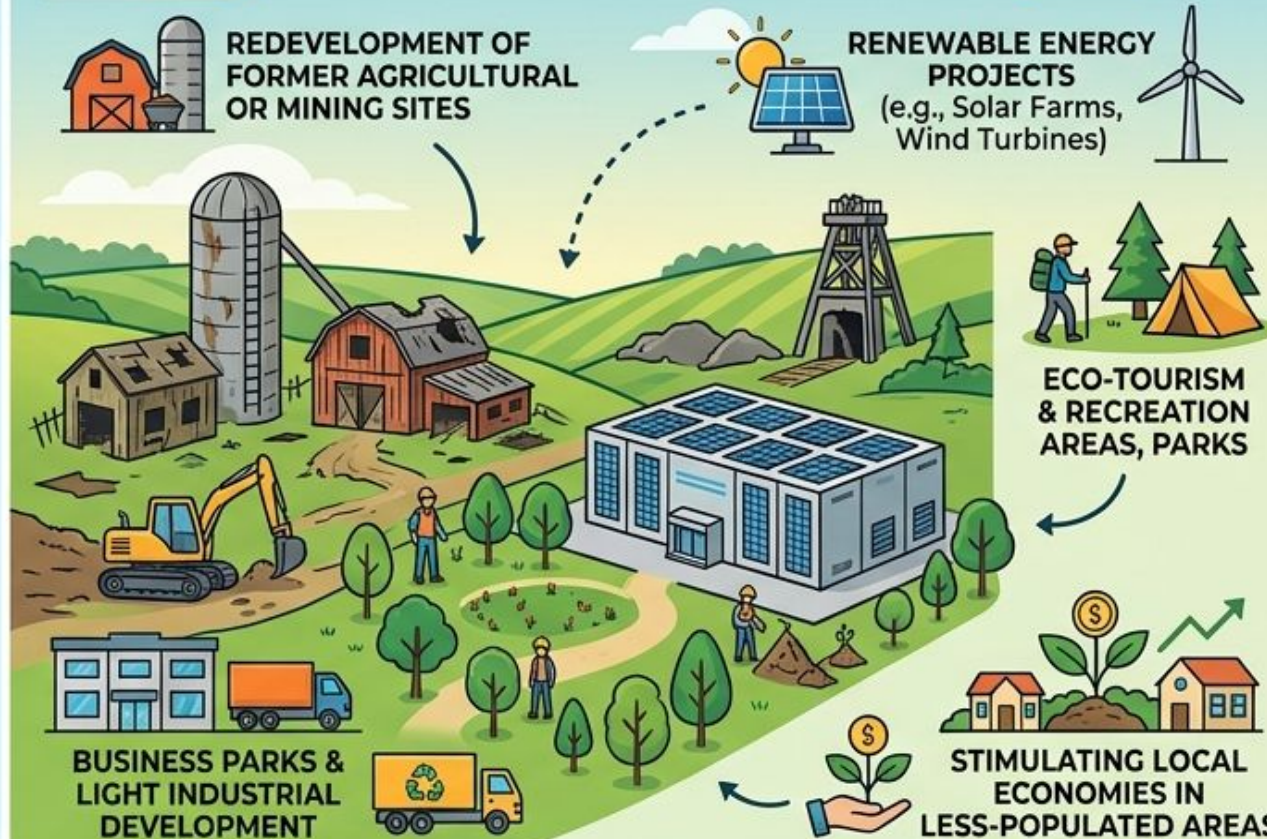 REDEVELOPMENT OF
FORMER AGRICULTURAL
OR MINING SITES
RENEWABLE ENERGY
PROJECTS
(e.g., Solar Farms,
Wind Turbines)
ECO-TOURISM
& RECREATION
AREAS, PARKS
BUSINESS PARKS &
LIGHT INDUSTRIAL
DEVELOPMENT
$
$
STIMULATING LOCAL
ECONOMIES IN
LESS-POPULATED AREAS